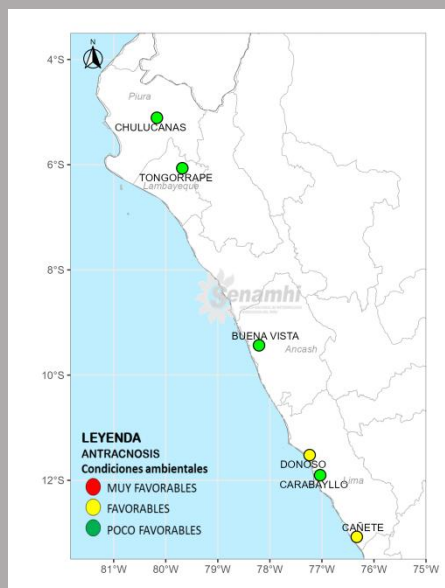 N
4°S
Piura
CHULUCANAS
6°S
TONGORRAPE
Lambayeque
8°S
Senamhi
BUENA VISTA
Ancash
10°S
LEYENDA
ANTRACNOSIS
Condiciones ambientales
MUY FAVORABLES
FAVORABLES
POCO FAVORABLES
DONOSO
12°S
CARABAYLLO
Lima
CAÑETE
81°W 80°W 79°W 78°W 77°W 76°W 75°W